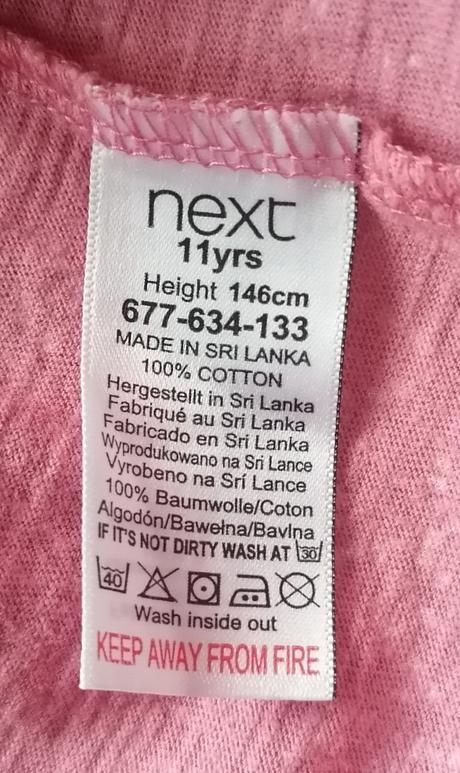 next
11yrs
Height 146cm
677-634-133
MADE IN SRI LANKA
100% COTTON
Hergestellt in Sri Lanka
Fabriqué au Sri Lanka
Fabricado en Sri Lanka
Wyprodukowano na Sri Lance
Vyrobeno na Srí Lance
100% Baumwolle/Coton
Algodón/Bawełna/Bavlna
IF IT'S NOT DIRTY WASH AT 30
40
Wash inside out
KEEP AWAY FROM FIRE